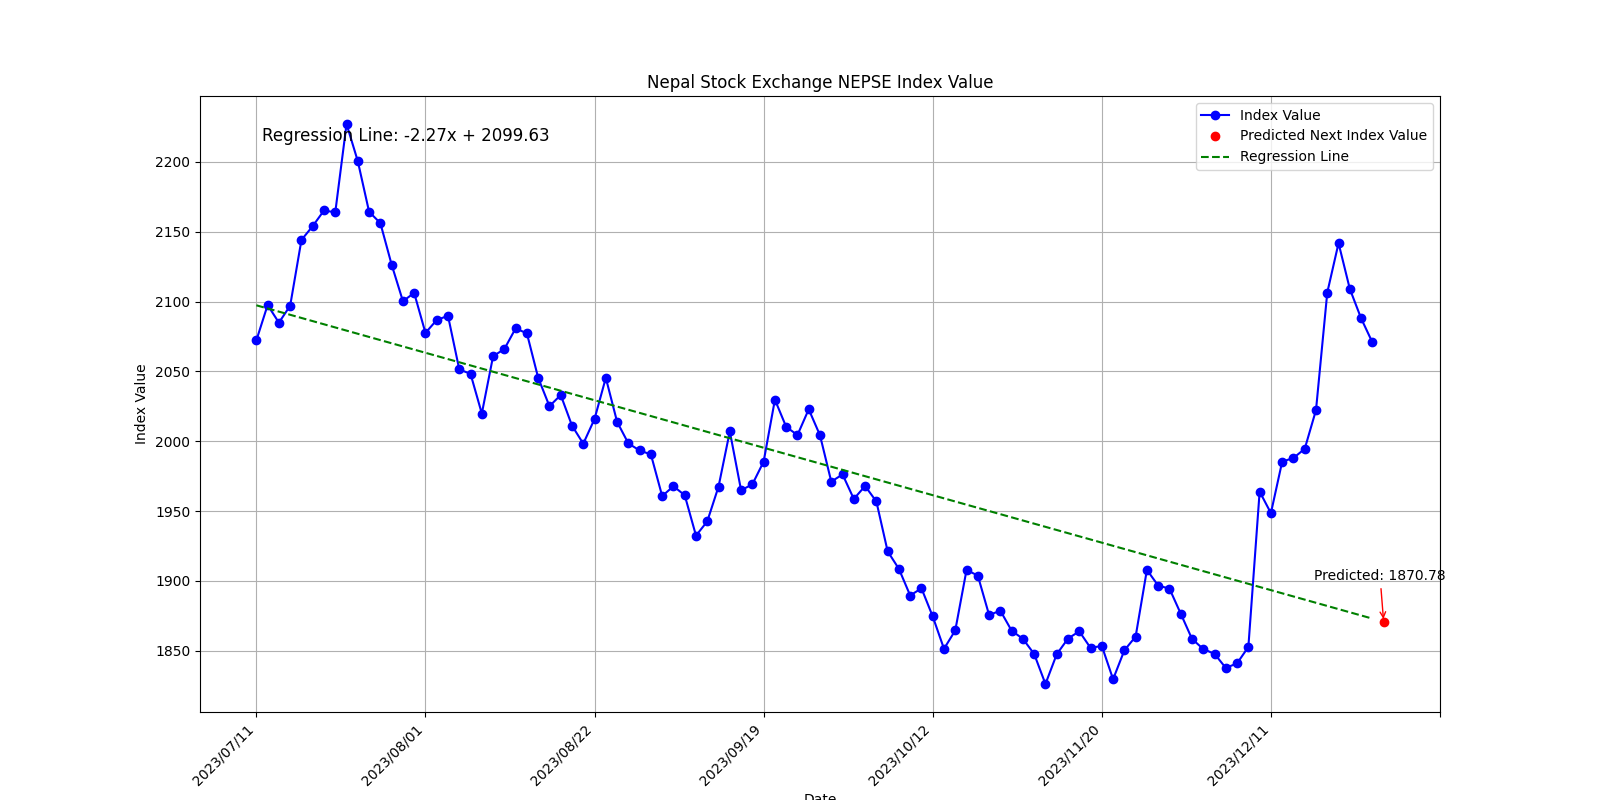 Nepal Stock Exchange NEPSE Index Value
Regression Line: -2.27x + 2099.63
Index Value
Predicted Next Index Value
Regression Line
2200
2150
2100
2050
2000
1950
1900
1850
Index Value
Predicted: 1870.78
2023/07/11
2023/08/01
2023/08/22
2023/09/19
2023/10/12
2023/11/20
2023/12/11
Date